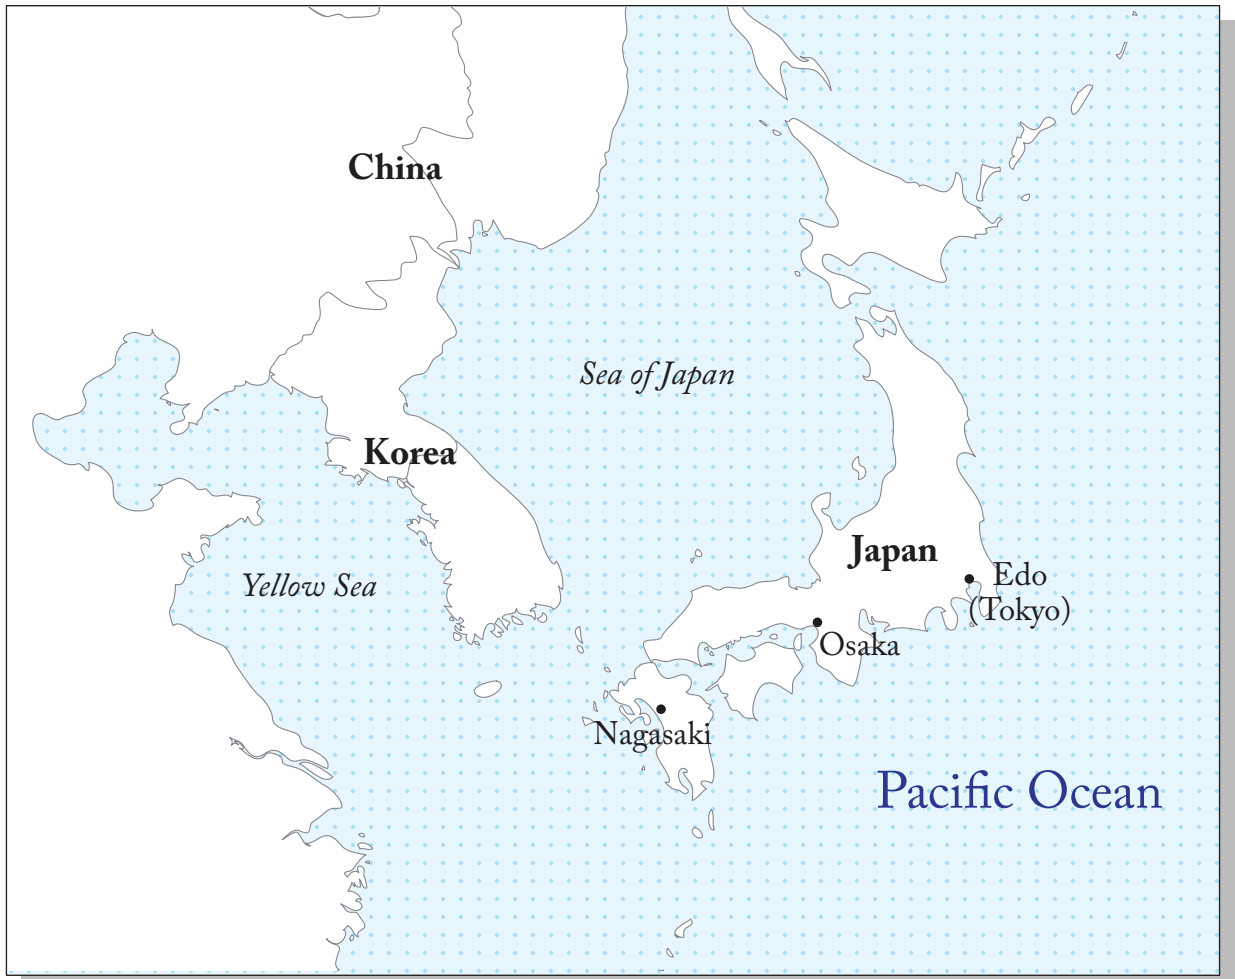 China
Sea of Japan
Korea
Japan
Yellow Sea
Edo
(Tokyo)
Osaka
Nagasaki
Pacific Ocean